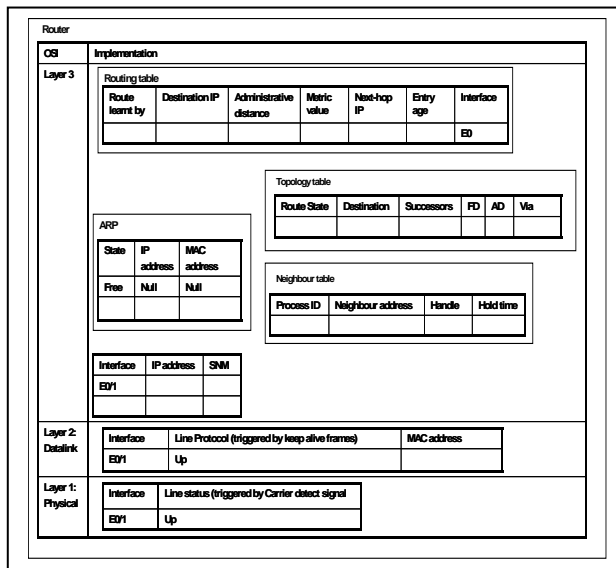 Router
OSI Implementation
Layer 3
Routing table
Route learnt by Destination IP Administrative distance Metric value Next-hop IP Entry age Interface
E0
Topology table
Route State Destination Successors FD AD Via
ARP
State IP address MAC address
Free Null Null
Neighbour table
Process ID Neighbour address Handle Hold time
Interface IP address SNM
E0/1
Layer 2: Datalink
Interface Line Protocol (triggered by keep alive frames) MAC address
E0/1 Up
Layer 1: Physical
Interface Line status (triggered by Carrier detect signal
E0/1 Up